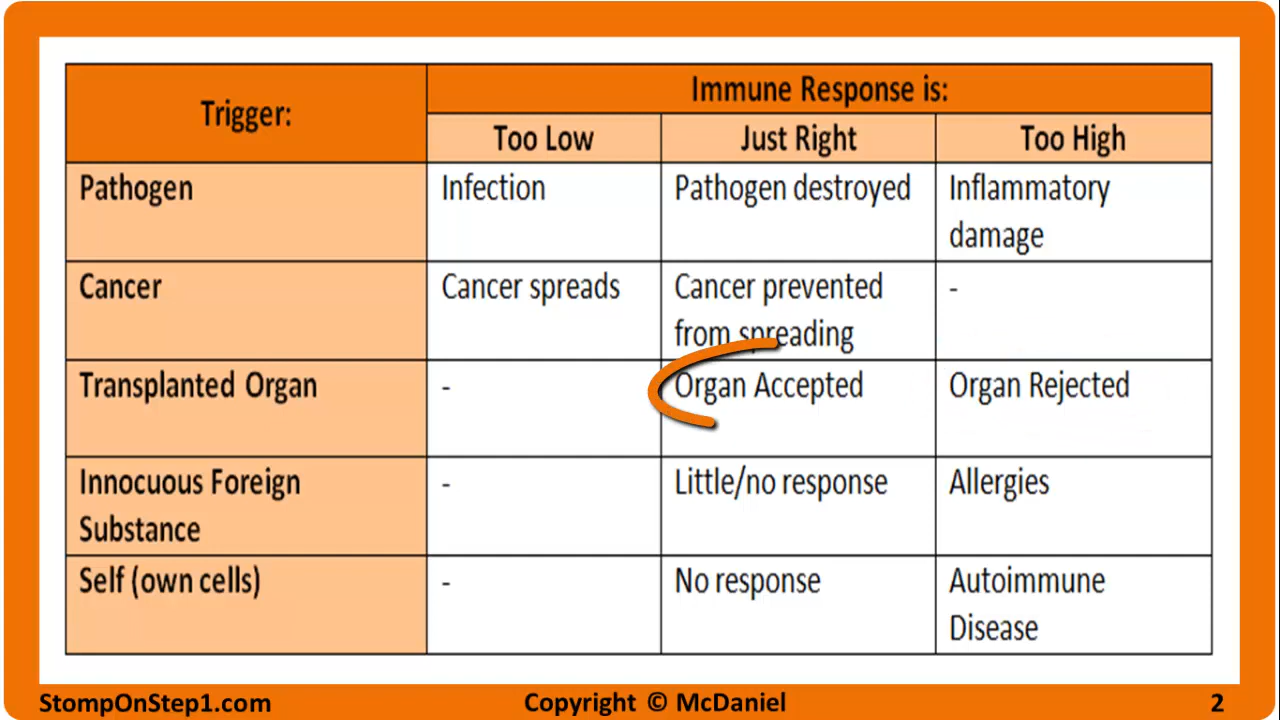 Trigger:
Immune Response is:
Too Low
Just Right
Too High
Pathogen
Infection
Pathogen destroyed
Inflammatory
damage
Cancer
Cancer spreads
Cancer prevented
from spreading
-
Transplanted Organ
-
Organ Accepted
Organ Rejected
Innocuous Foreign
Substance
-
Little/no response
Allergies
Self (own cells)
-
No response
Autoimmune
Disease
StompOnStep1.com
Copyright © McDaniel
2